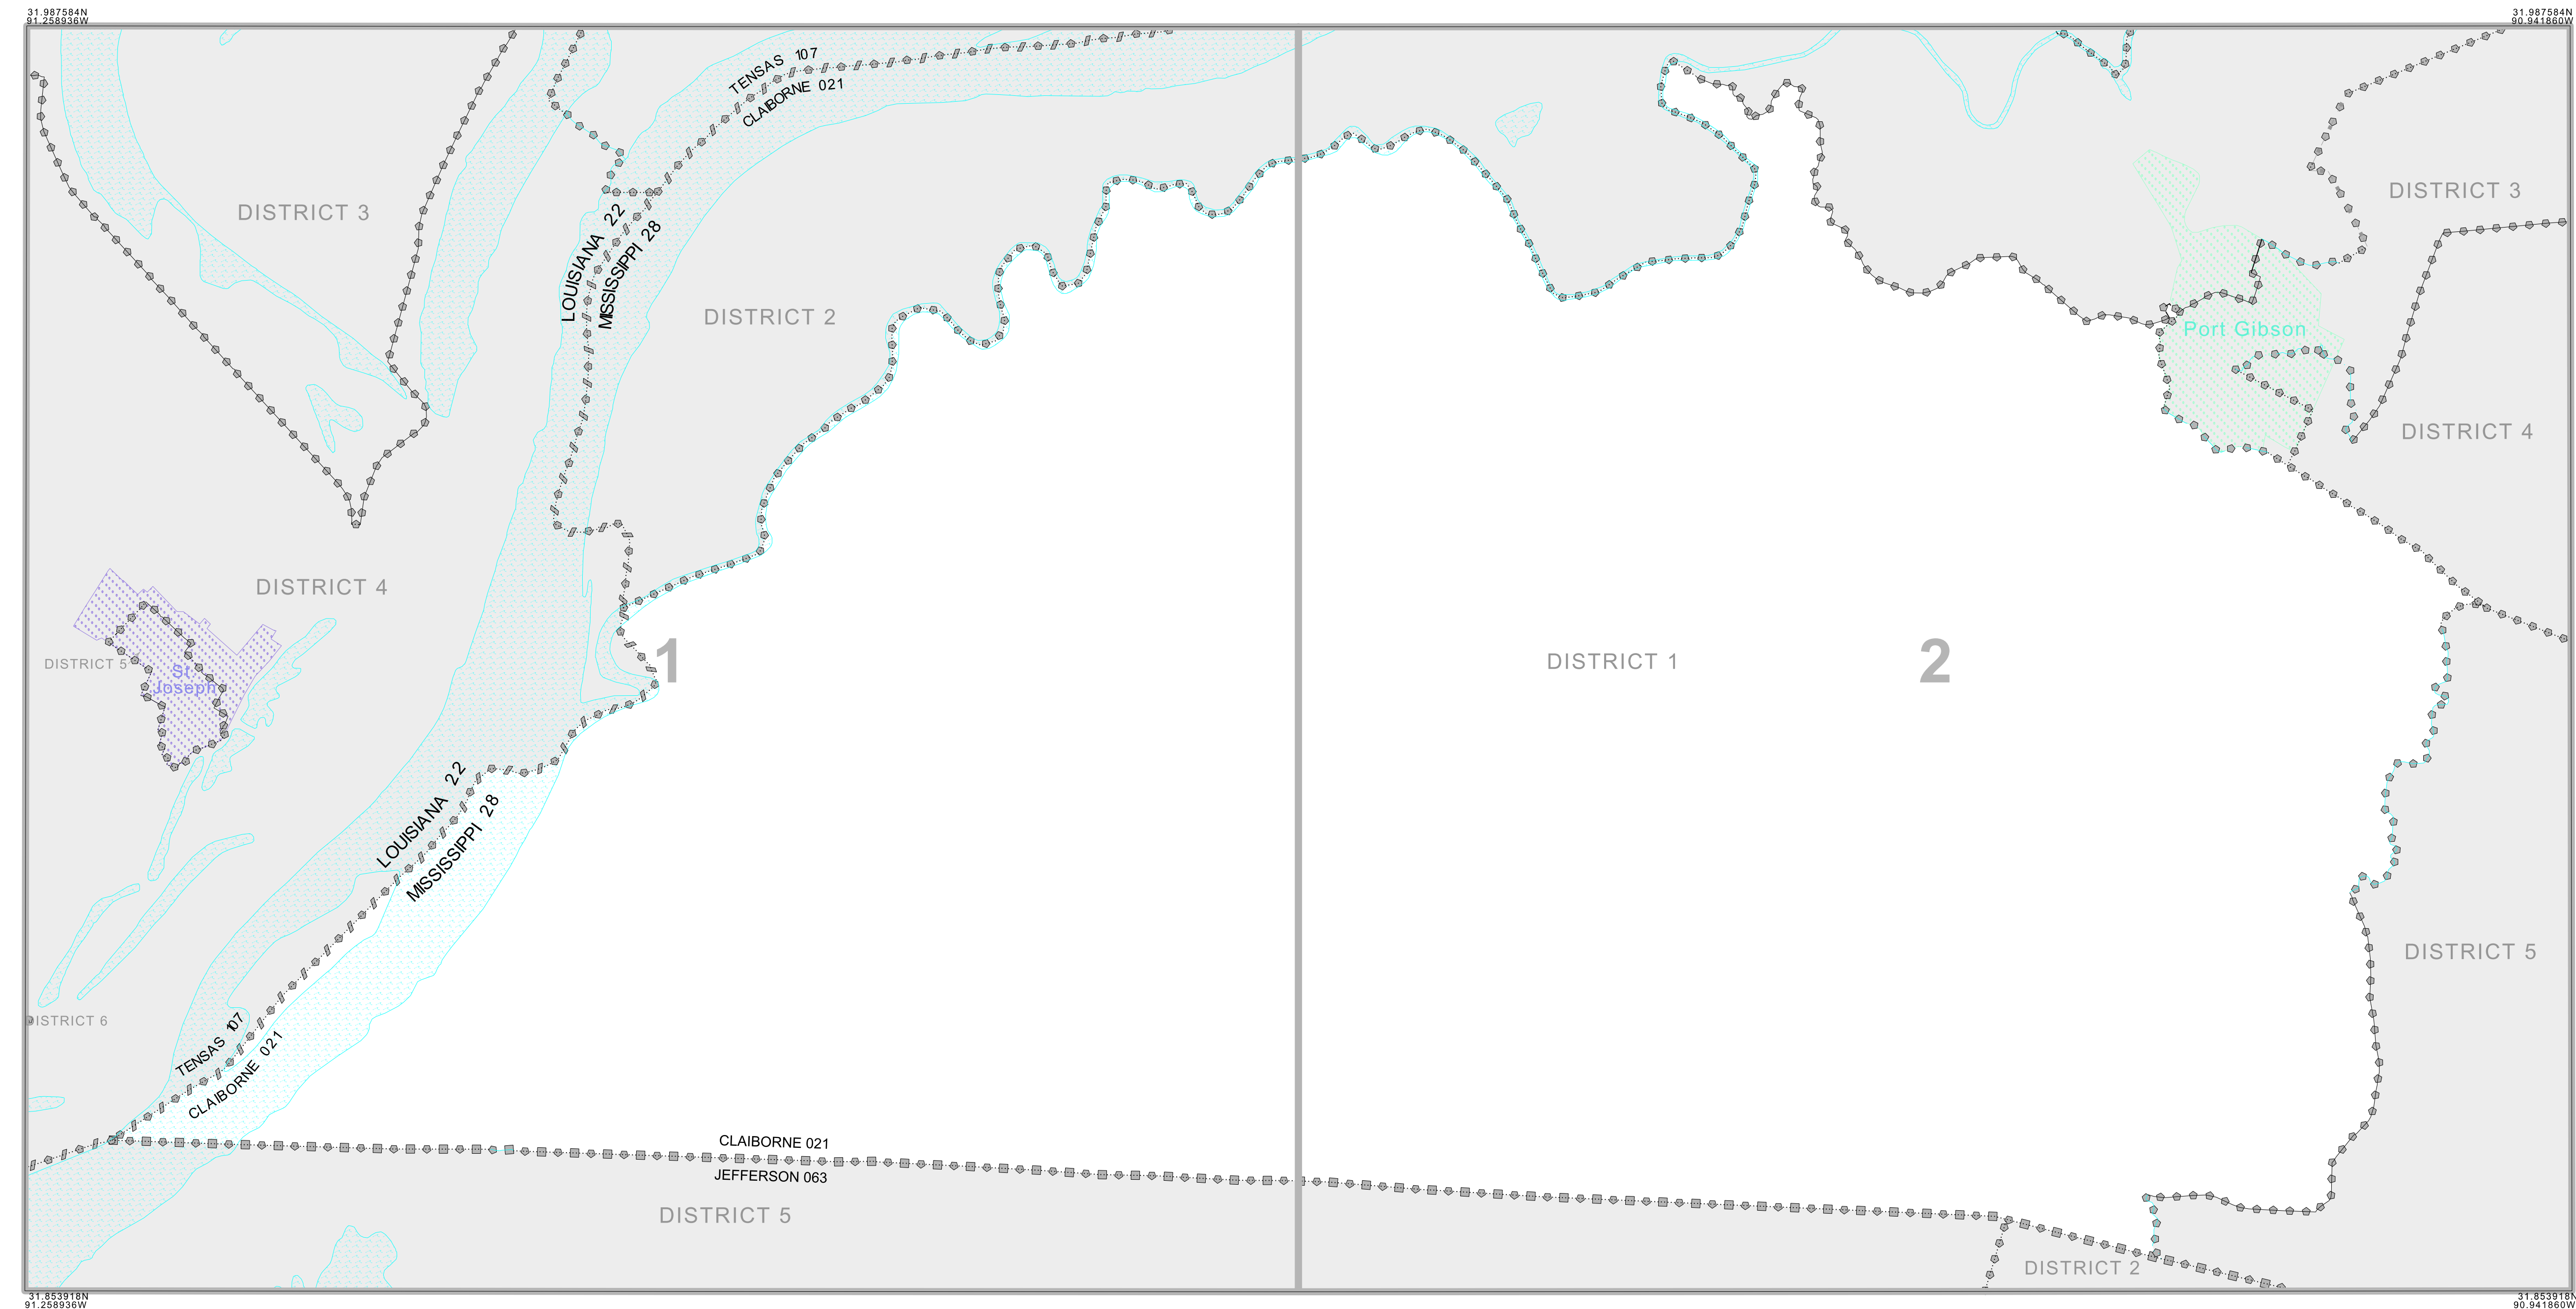 31.987584N
91.258936W
31.987584N
90.941860W
TENSAS 107
CLAIBORNE 021
DISTRICT 3
DISTRICT 3
LOUISIANA 22
MISSISSIPPI 28
DISTRICT 2
Port Gibson
DISTRICT 4
DISTRICT 4
DISTRICT 5
St
Joseph
1
DISTRICT 1
2
LOUISIANA 22
MISSISSIPPI 28
DISTRICT 5
DISTRICT 6
TENSAS 107
CLAIBORNE 021
CLAIBORNE 021
JEFFERSON 063
DISTRICT 5
DISTRICT 2
31.853918N
91.258936W
31.853918N
90.941860W